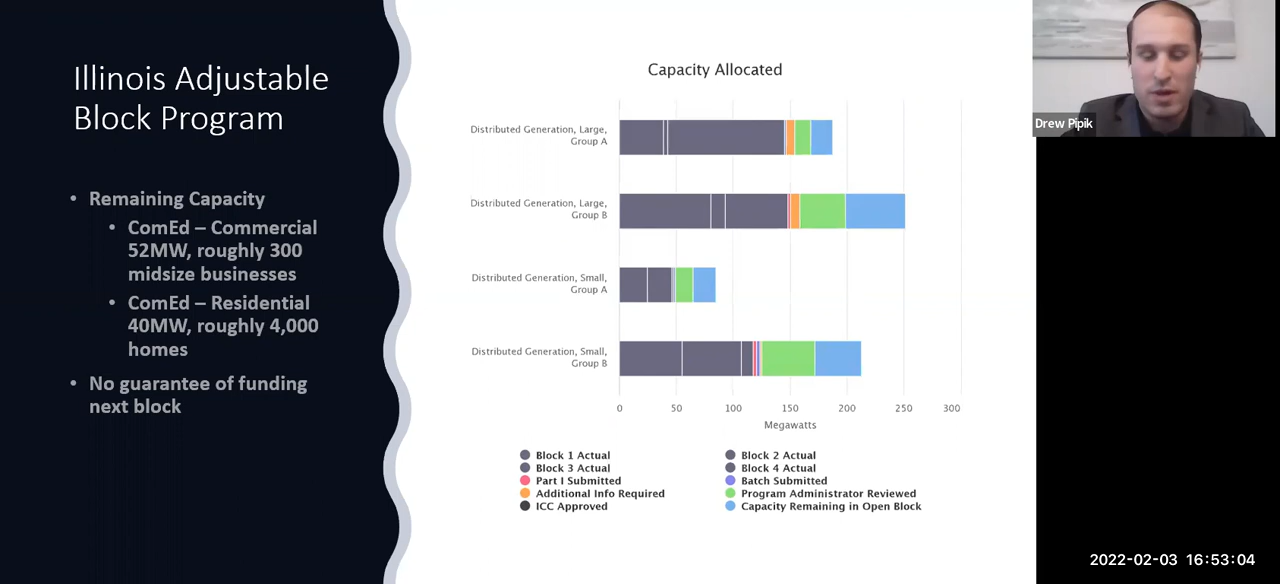 Illinois Adjustable
Block Program
• Remaining Capacity
• ComEd – Commercial
52MW, roughly 300
midsize businesses
• ComEd – Residential
40MW, roughly 4,000
homes
• No guarantee of funding
next block
Capacity Allocated
Distributed Generation, Large,
Group A
Distributed Generation, Large,
Group B
Distributed Generation, Small,
Group A
Distributed Generation, Small,
Group B
0 50 100 150 200 250 300
Megawatts
Block 1 Actual Block 2 Actual
Block 3 Actual Block 4 Actual
Part I Submitted Batch Submitted
Additional Info Required Program Administrator Reviewed
ICC Approved Capacity Remaining in Open Block
Drew Pipik
2022-02-03 16:53:04